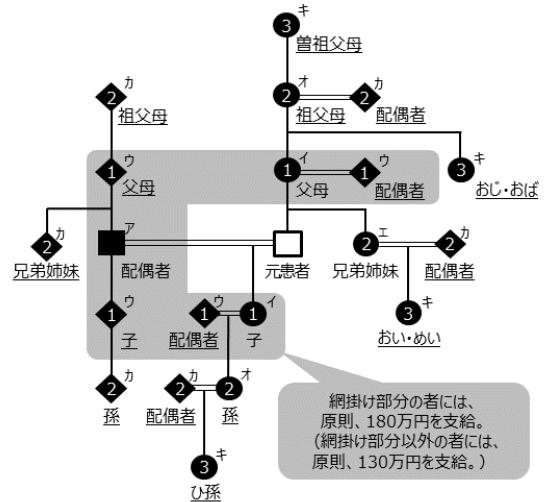 3 キ
曽祖父母
2 カ
祖父母
2 オ
祖父母
2 カ
配偶者
1 ウ
父母
1 イ
父母
1 ウ
配偶者
3 キ
おじ・おば
2 カ
兄弟姉妹
ア
配偶者
元患者
2 エ
兄弟姉妹
2 カ
配偶者
1 ウ
子
1 ウ
配偶者
1 イ
子
3 キ
おい・めい
2 カ
孫
2 カ
配偶者
2 オ
孫
3 キ
ひ孫
網掛け部分の者には、
原則、180万円を支給。
(網掛け部分以外の者には、
原則、130万円を支給。)